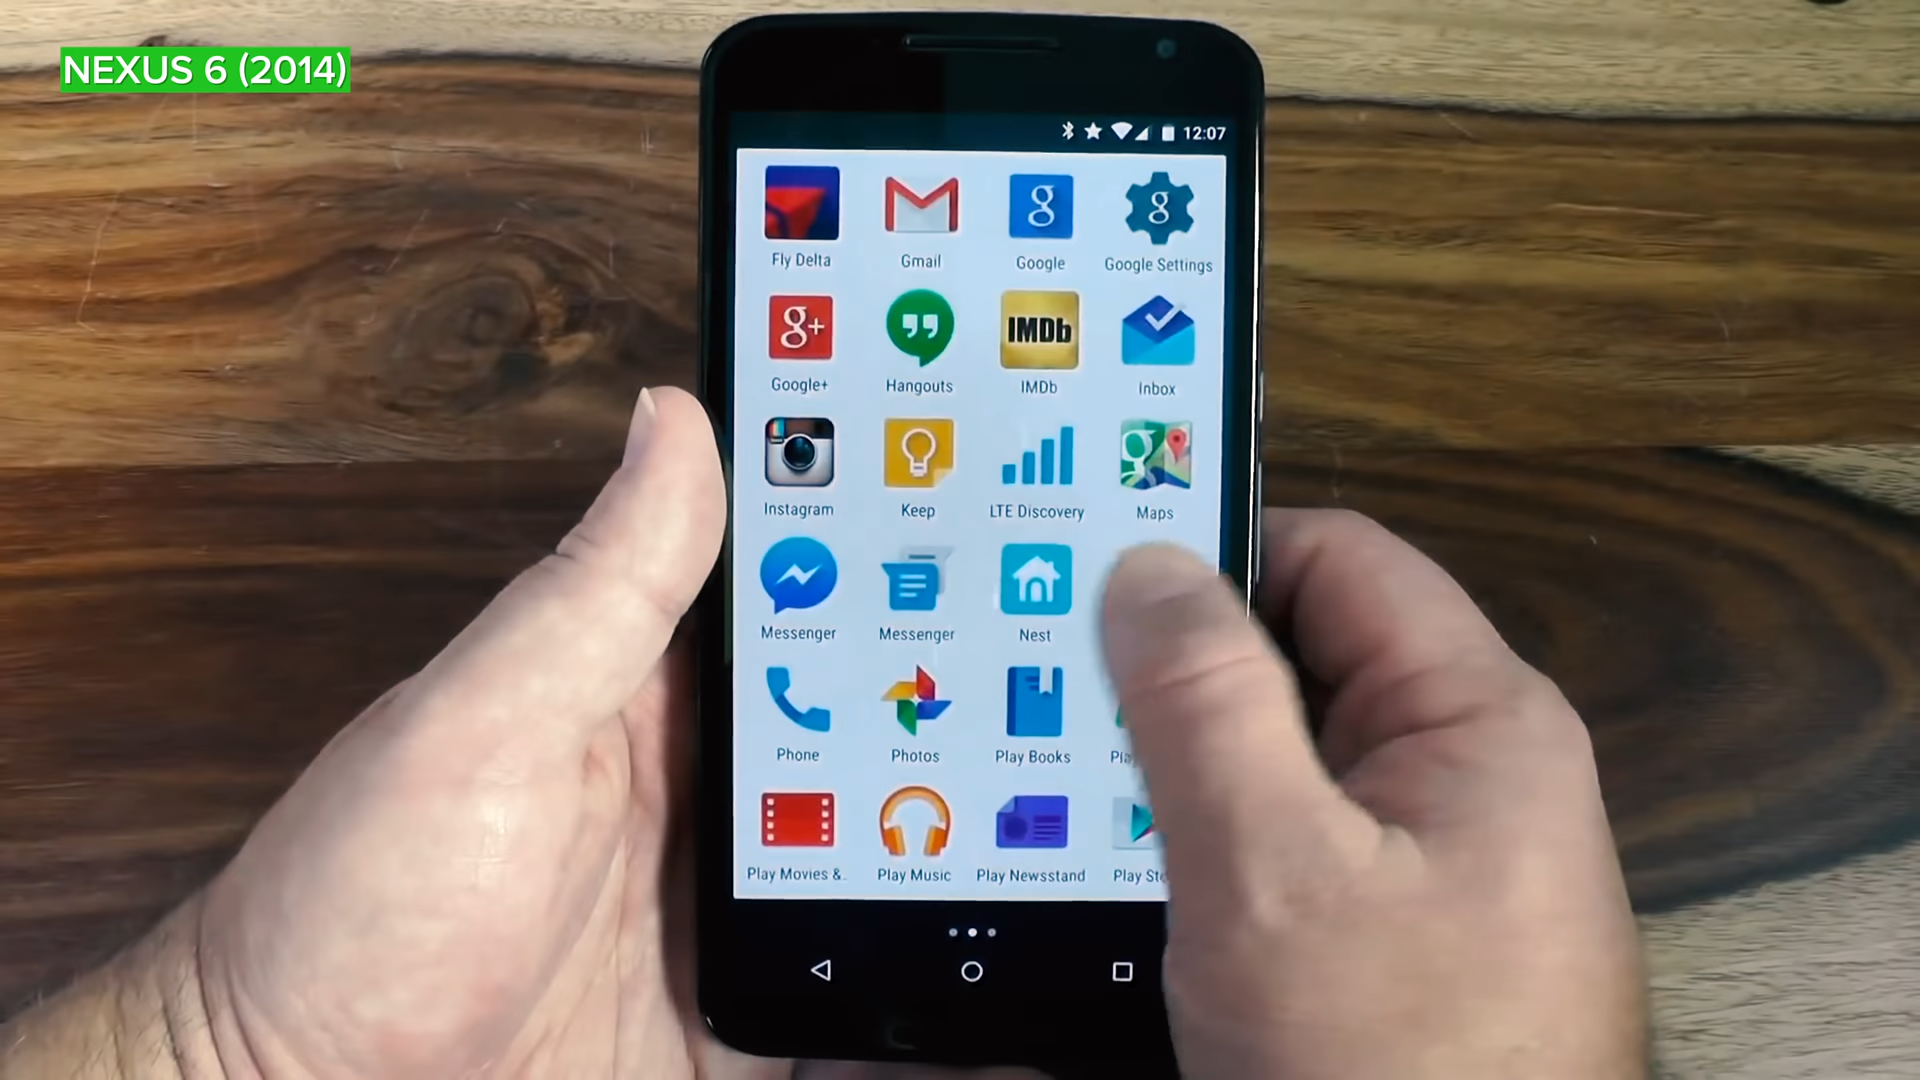 NEXUS 6 (2014)
12:07
Fly Delta
Gmail
Google
Google Settings
Google+
Hangouts
IMDb
IMDb
Inbox
Instagram
Keep
LTE Discovery
Maps
Messenger
Messenger
Nest
Phone
Photos
Play Books
Play Movies &..
Play Music
Play Newsstand
Play